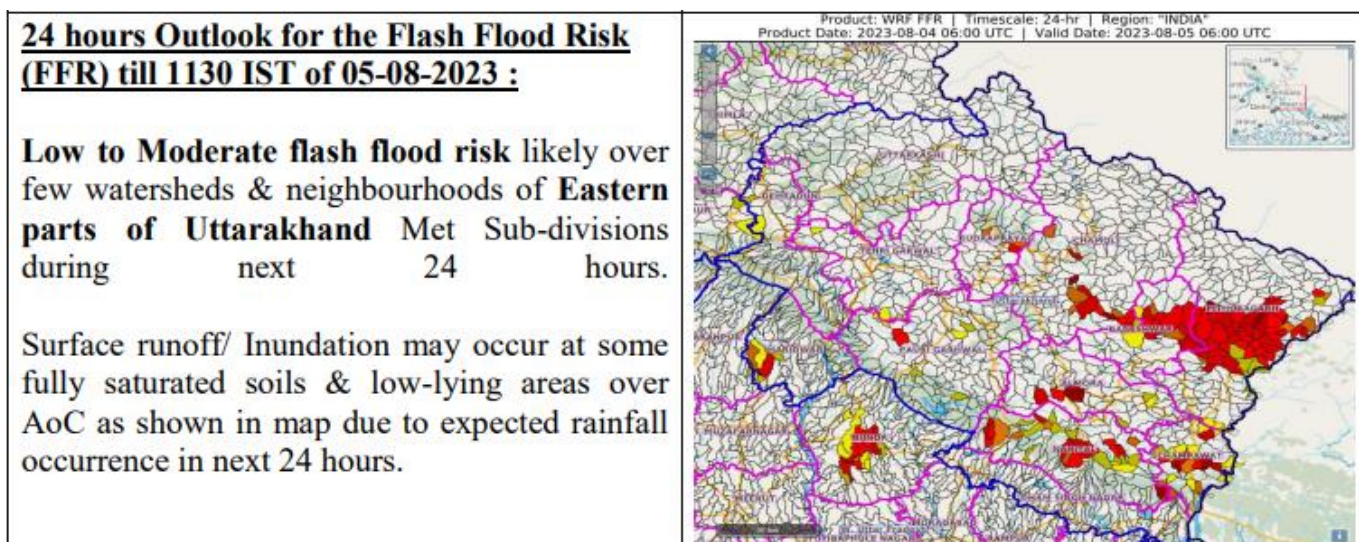 24 hours Outlook for the Flash Flood Risk
(FFR) till 1130 IST of 05-08-2023 :
Low to Moderate flash flood risk likely over
few watersheds & neighbourhoods of Eastern
parts of Uttarakhand Met Sub-divisions
during next 24 hours.
Surface runoff/ Inundation may occur at some
fully saturated soils & low-lying areas over
AoC as shown in map due to expected rainfall
occurrence in next 24 hours.
Product: WRF FFR | Timescale: 24-hr | Region: "INDIA"
Product Date: 2023-08-04 06:00 UTC | Valid Date: 2023-08-05 06:00 UTC
UTTARKASHI
DEHRADUN
TEHRI GARWAL
CHAMOLI
BAGESHWAR
PAURI GARHWAL
CHAMPAWAT
MEERUT